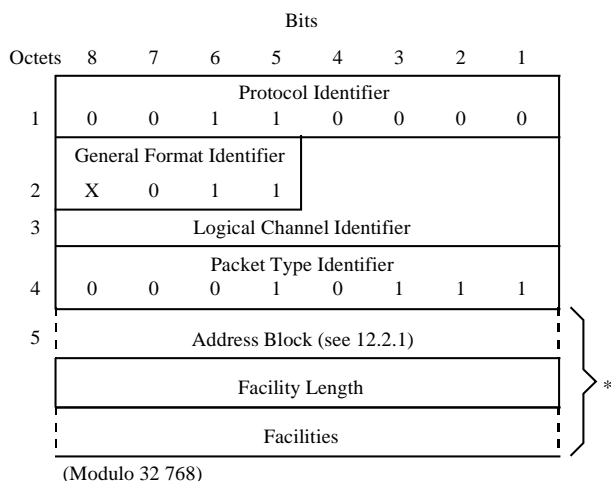 Bits
Octets 8 7 6 5 4 3 2 1
Protocol Identifier
1 0 0 1 1 0 0 0 0
General Format Identifier
2 X 0 1 1
3 Logical Channel Identifier
Packet Type Identifier
4 0 0 0 1 0 1 1 1
5 Address Block (see 12.2.1)
Facility Length
*
Facilities
(Modulo 32 768)